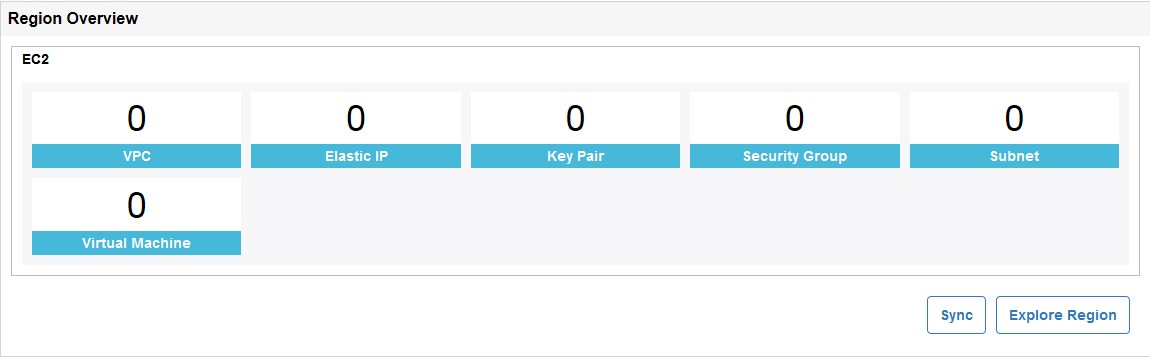 Region Overview
EC2
0 0 0 0 0
VPC Elastic IP Key Pair Security Group Subnet
0
Virtual Machine
Sync Explore Region